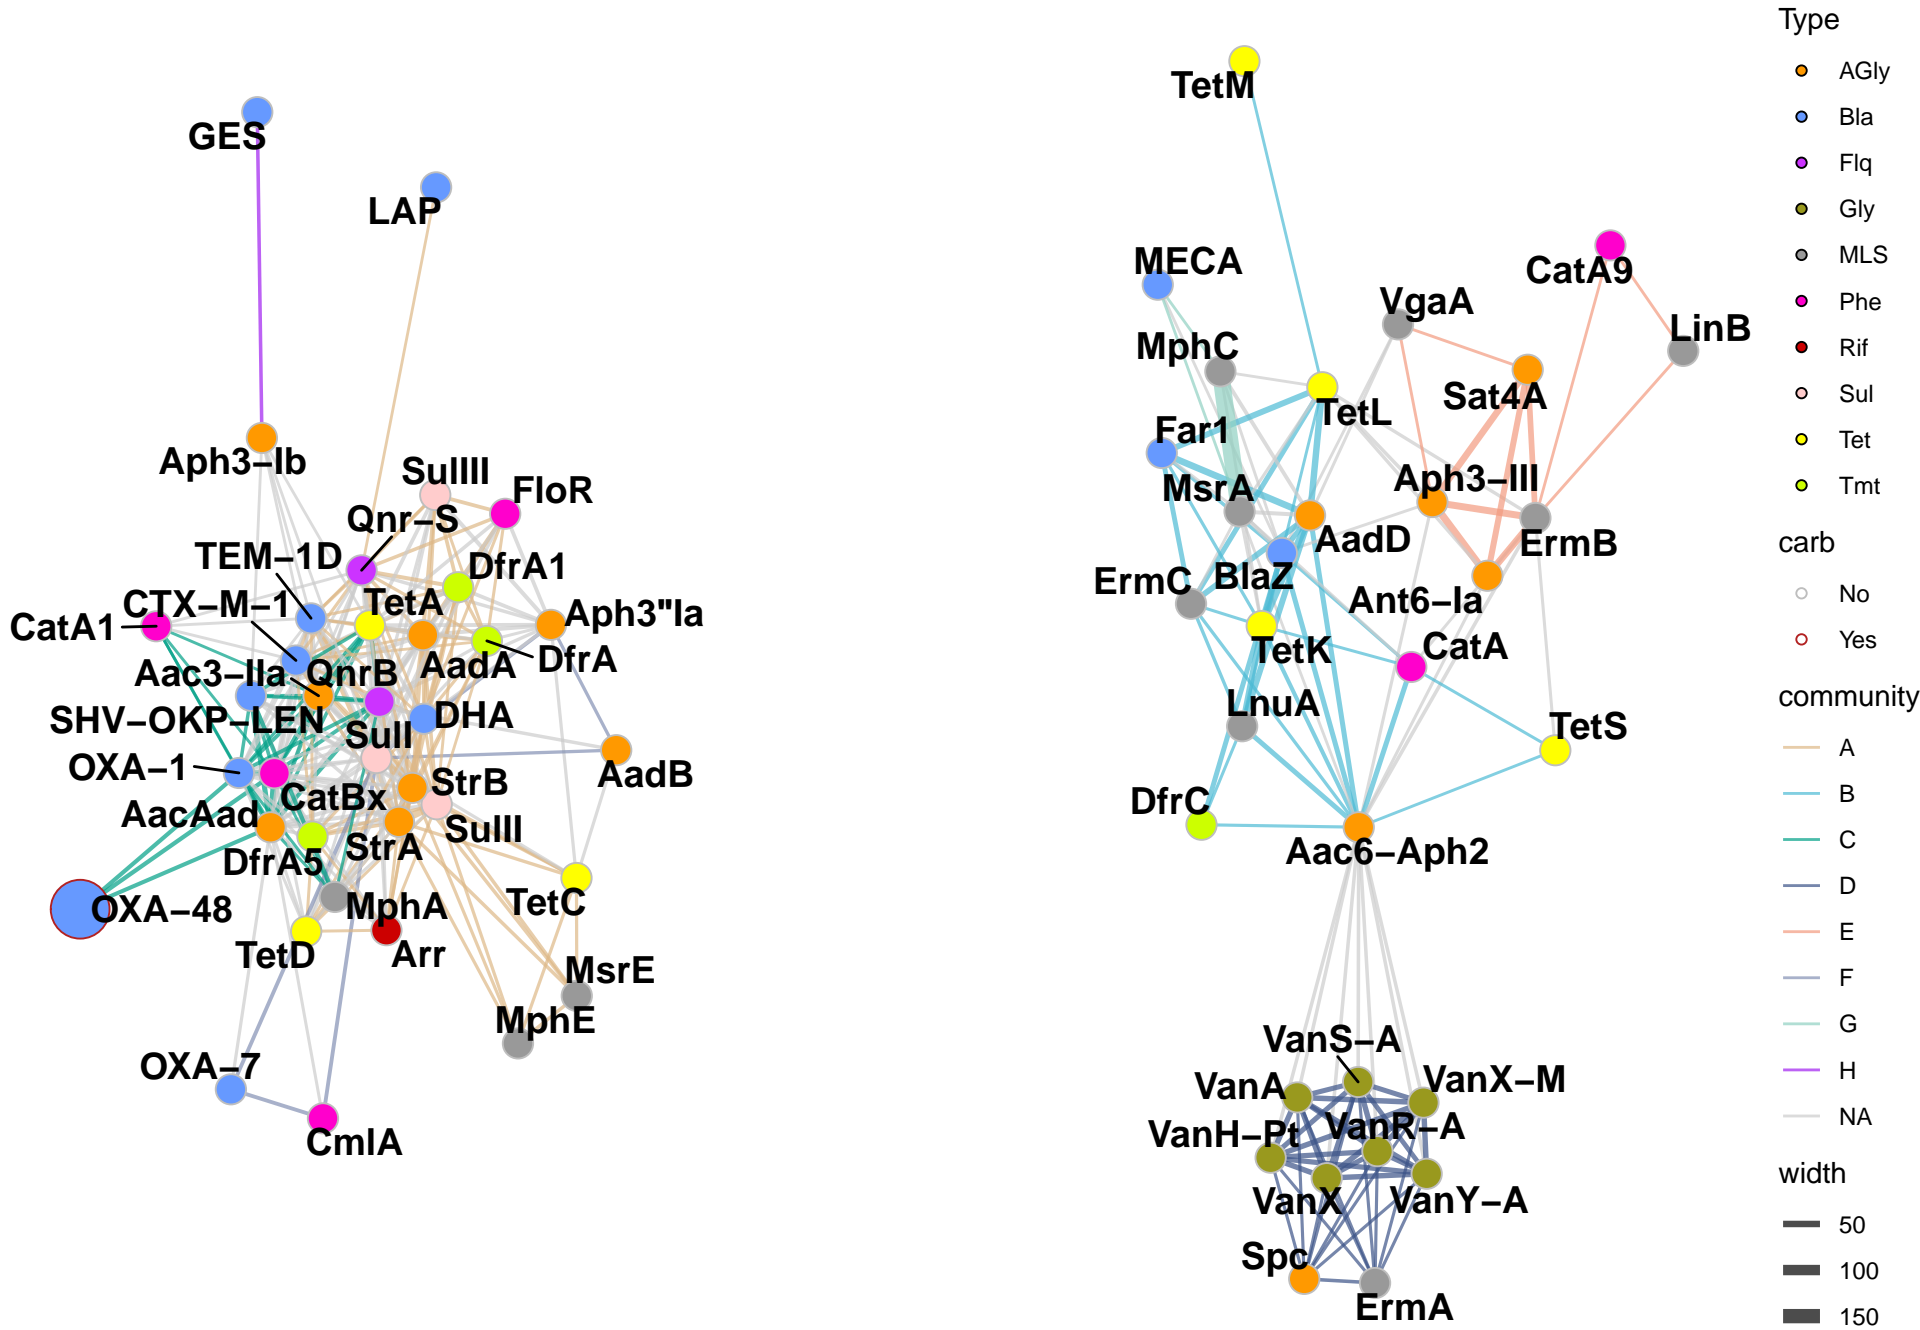 GES
LAP
Aph3–Ib
SulIII
FloR
Qnr–S
TEM–1D
DfrA1
CTX–M–1
TetA
CatA1
Aph3"Ia
Aac3–IIa
QnrB
AadA
DfrA
SHV–OKP–LEN
DHA
SulI
OXA–1
AadB
CatBx
StrB
AacAad
SulII
DfrA5
StrA
OXA–48
MphA
TetC
TetD
Arr
MsrE
MphE
OXA–7
CmlA
TetM
MECA
CatA9
VgaA
LinB
MphC
Sat4A
TetL
Far1
MsrA
Aph3–III
AadD
ErmB
ErmC
BlaZ
Ant6–Ia
TetK
CatA
LnuA
TetS
DfrC
Aac6–Aph2
VanS–A
VanA
VanX–M
VanH–Pt
VanR–A
VanX
VanY–A
Spc
ErmA
Type
AGly
Bla
Flq
Gly
MLS
Phe
Rif
Sul
Tet
Tmt
carb
No
Yes
community
A
B
C
D
E
F
G
H
NA
width
50
100
150